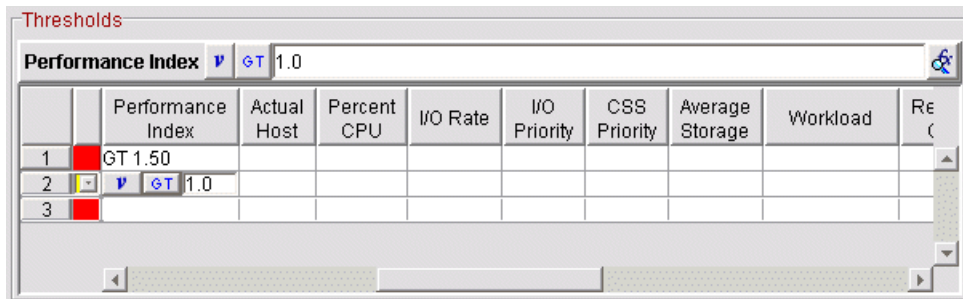 Thresholds
Performance Index v GT 1.0
Performance Index Actual Host Percent CPU I/O Rate I/O Priority CSS Priority Average Storage Workload Re
1 GT 1.50
2 v GT 1.0
3